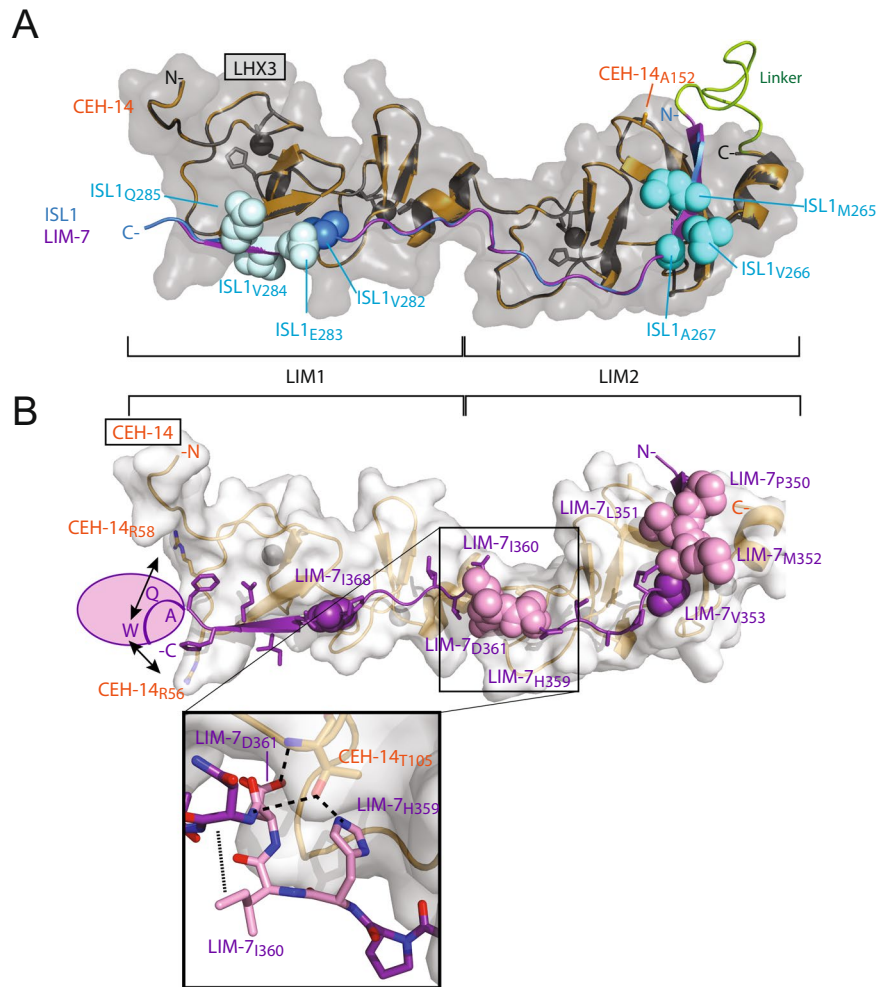 A
N-
LHX3
CEH-14
CEH-14A152
Linker
N-
C-
ISL1Q285
ISL1M265
ISL1
LIM-7
C-
ISL1V266
ISL1V284
ISL1V282
ISL1E283
ISL1A267
LIM1
LIM2
B
CEH-14
-N
N-
LIM-7P350
LIM-7L351
C-
CEH-14R58
LIM-7I360
LIM-7M352
LIM-7I368
Q
A
W
LIM-7V353
-C
LIM-7D361
LIM-7H359
CEH-14R56
LIM-7D361
CEH-14T105
LIM-7H359
LIM-7I360